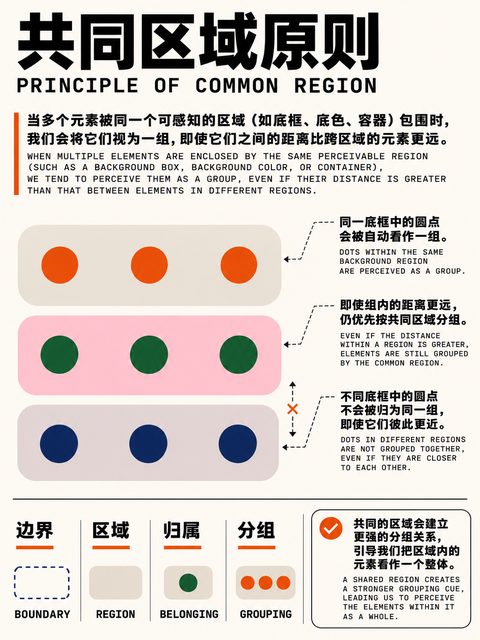 共同区域原则
PRINCIPLE OF COMMON REGION
当多个元素被同一个可感知的区域（如底框、底色、容器）包围时，
我们会将它们视为一组，即使它们之间的距离比跨区域的元素更远。
WHEN MULTIPLE ELEMENTS ARE ENCLOSED BY THE SAME PERCEIVABLE REGION
(SUCH AS A BACKGROUND BOX, BACKGROUND COLOR, OR CONTAINER),
WE TEND TO PERCEIVE THEM AS A GROUP, EVEN IF THEIR DISTANCE IS GREATER
THAN THAT BETWEEN ELEMENTS IN DIFFERENT REGIONS.
同一底框中的圆点
会被自动看作一组。
DOTS WITHIN THE SAME
BACKGROUND REGION
ARE PERCEIVED AS A GROUP.
即使组内的距离更远，
仍优先按共同区域分组。
EVEN IF THE DISTANCE
WITHIN A REGION IS GREATER,
ELEMENTS ARE STILL GROUPED
BY THE COMMON REGION.
不同底框中的圆点
不会被归为同一组，
即使它们彼此更近。
DOTS IN DIFFERENT REGIONS
ARE NOT GROUPED TOGETHER,
EVEN IF THEY ARE CLOSER
TO EACH OTHER.
边界
BOUNDARY
区域
REGION
归属
BELONGING
分组
GROUPING
共同的区域会建立
更强的分组关系，
引导我们把区域内的
元素看作一个整体。
A SHARED REGION CREATES
A STRONGER GROUPING CUE,
LEADING US TO PERCEIVE
THE ELEMENTS WITHIN IT
AS A WHOLE.